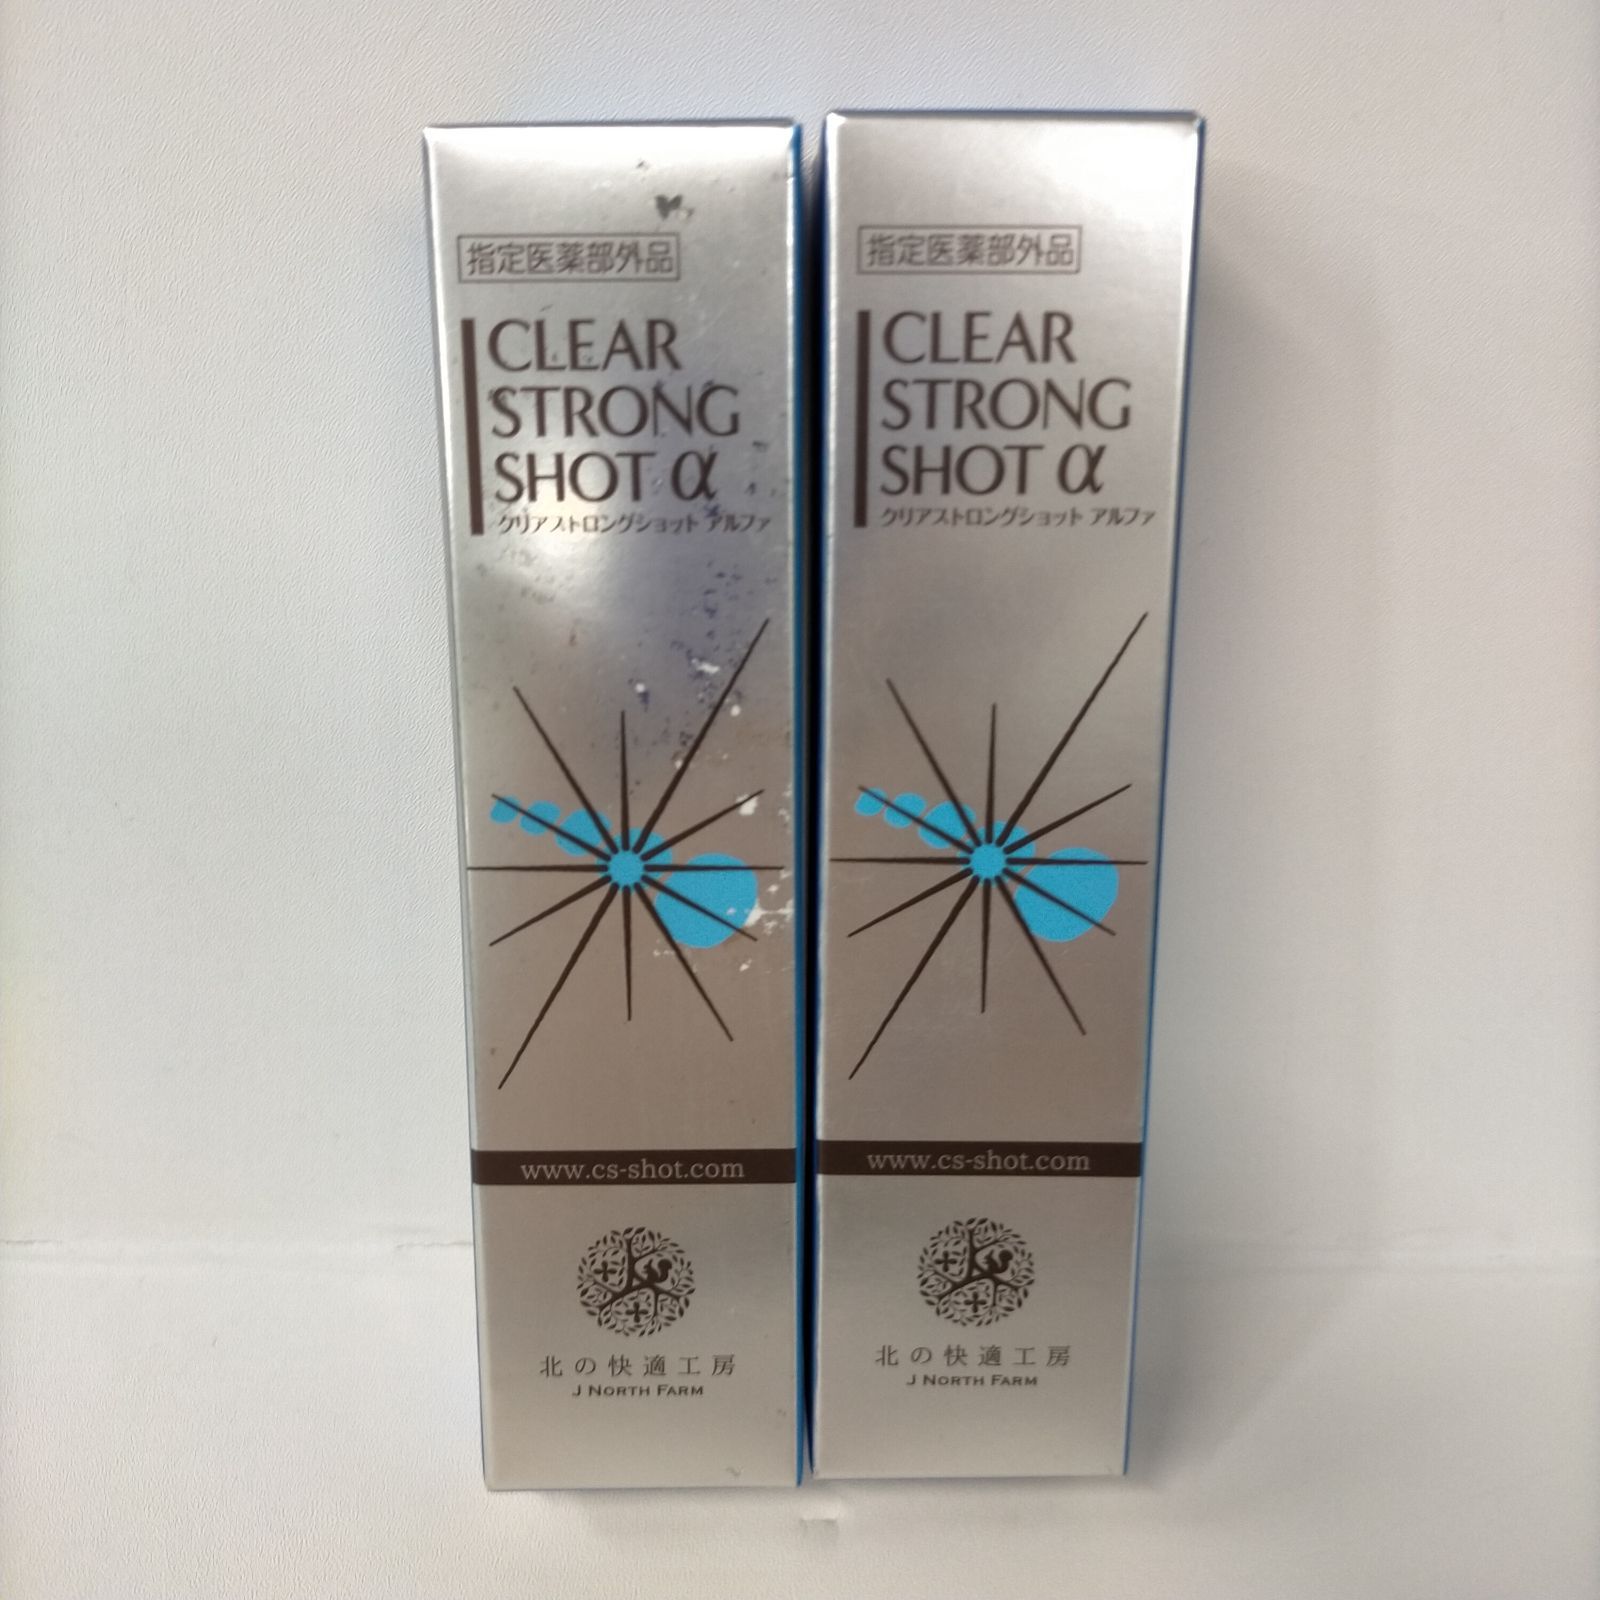 指定医薬部外品
CLEAR
STRONG
SHOT α
クリアストロングショット アルファ
www.cs-shot.com
北の快適工房
J NORTH FARM
指定医薬部外品
CLEAR
STRONG
SHOT α
クリアストロングショット アルファ
www.cs-shot.com
北の快適工房
J NORTH FARM